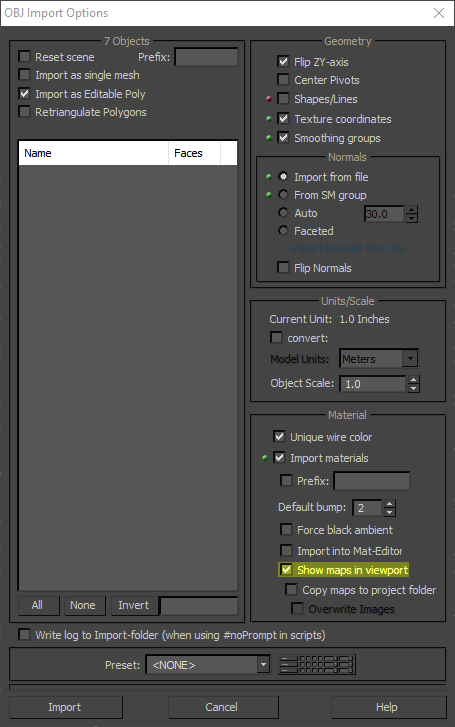 OBJ Import Options
7 Objects
Reset scene Prefix:
Import as single mesh
Import as Editable Poly
Retriangulate Polygons
Name Faces
All None Invert
Geometry
Flip ZY-axis
Center Pivots
Shapes/Lines
Texture coordinates
Smoothing groups
Normals
Import from file
From SM group
Auto 30.0
Faceted
Import normals from file
Flip Normals
Units/Scale
Current Unit: 1.0 Inches
convert:
Model Units: Meters
Object Scale: 1.0
Material
Unique wire color
Import materials
Prefix:
Default bump: 2
Force black ambient
Import into Mat-Editor
Show maps in viewport
Copy maps to project folder
Overwrite Images
Write log to Import-folder (when using #noPrompt in scripts)
Preset: <NONE>
Import Cancel Help